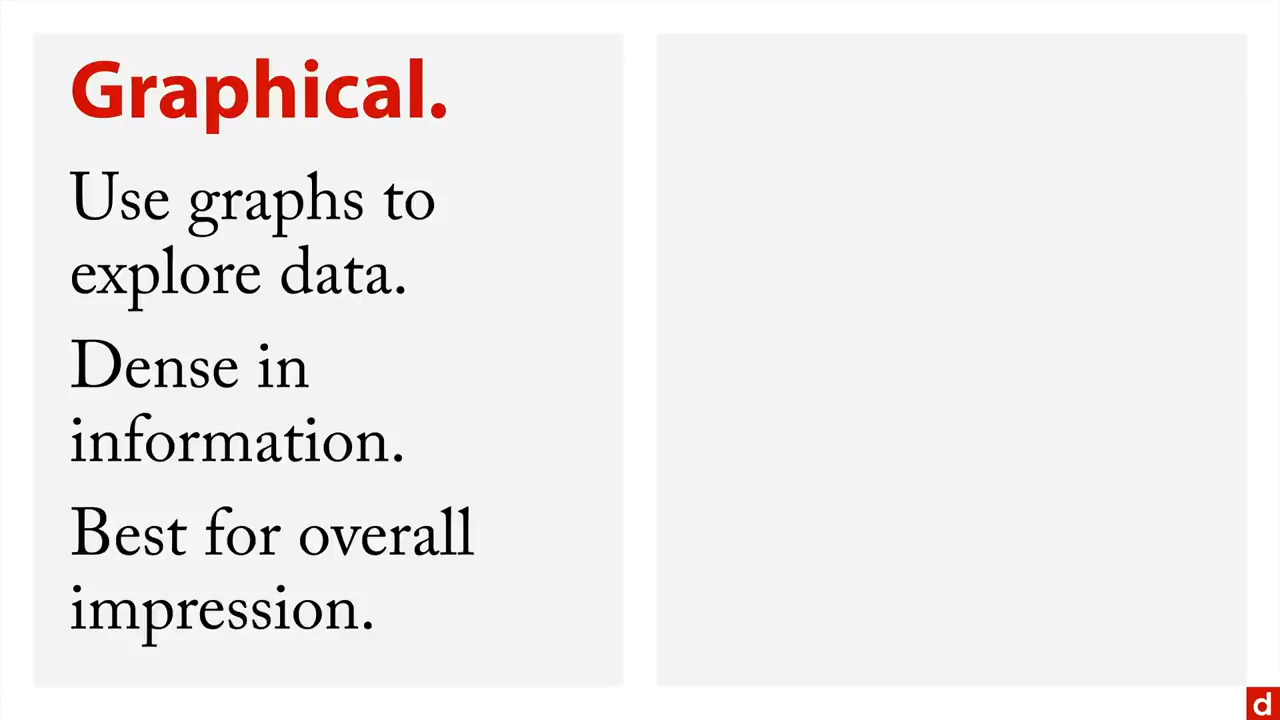 Graphical.
Use graphs to
explore data.
Dense in
information.
Best for overall
impression.
d